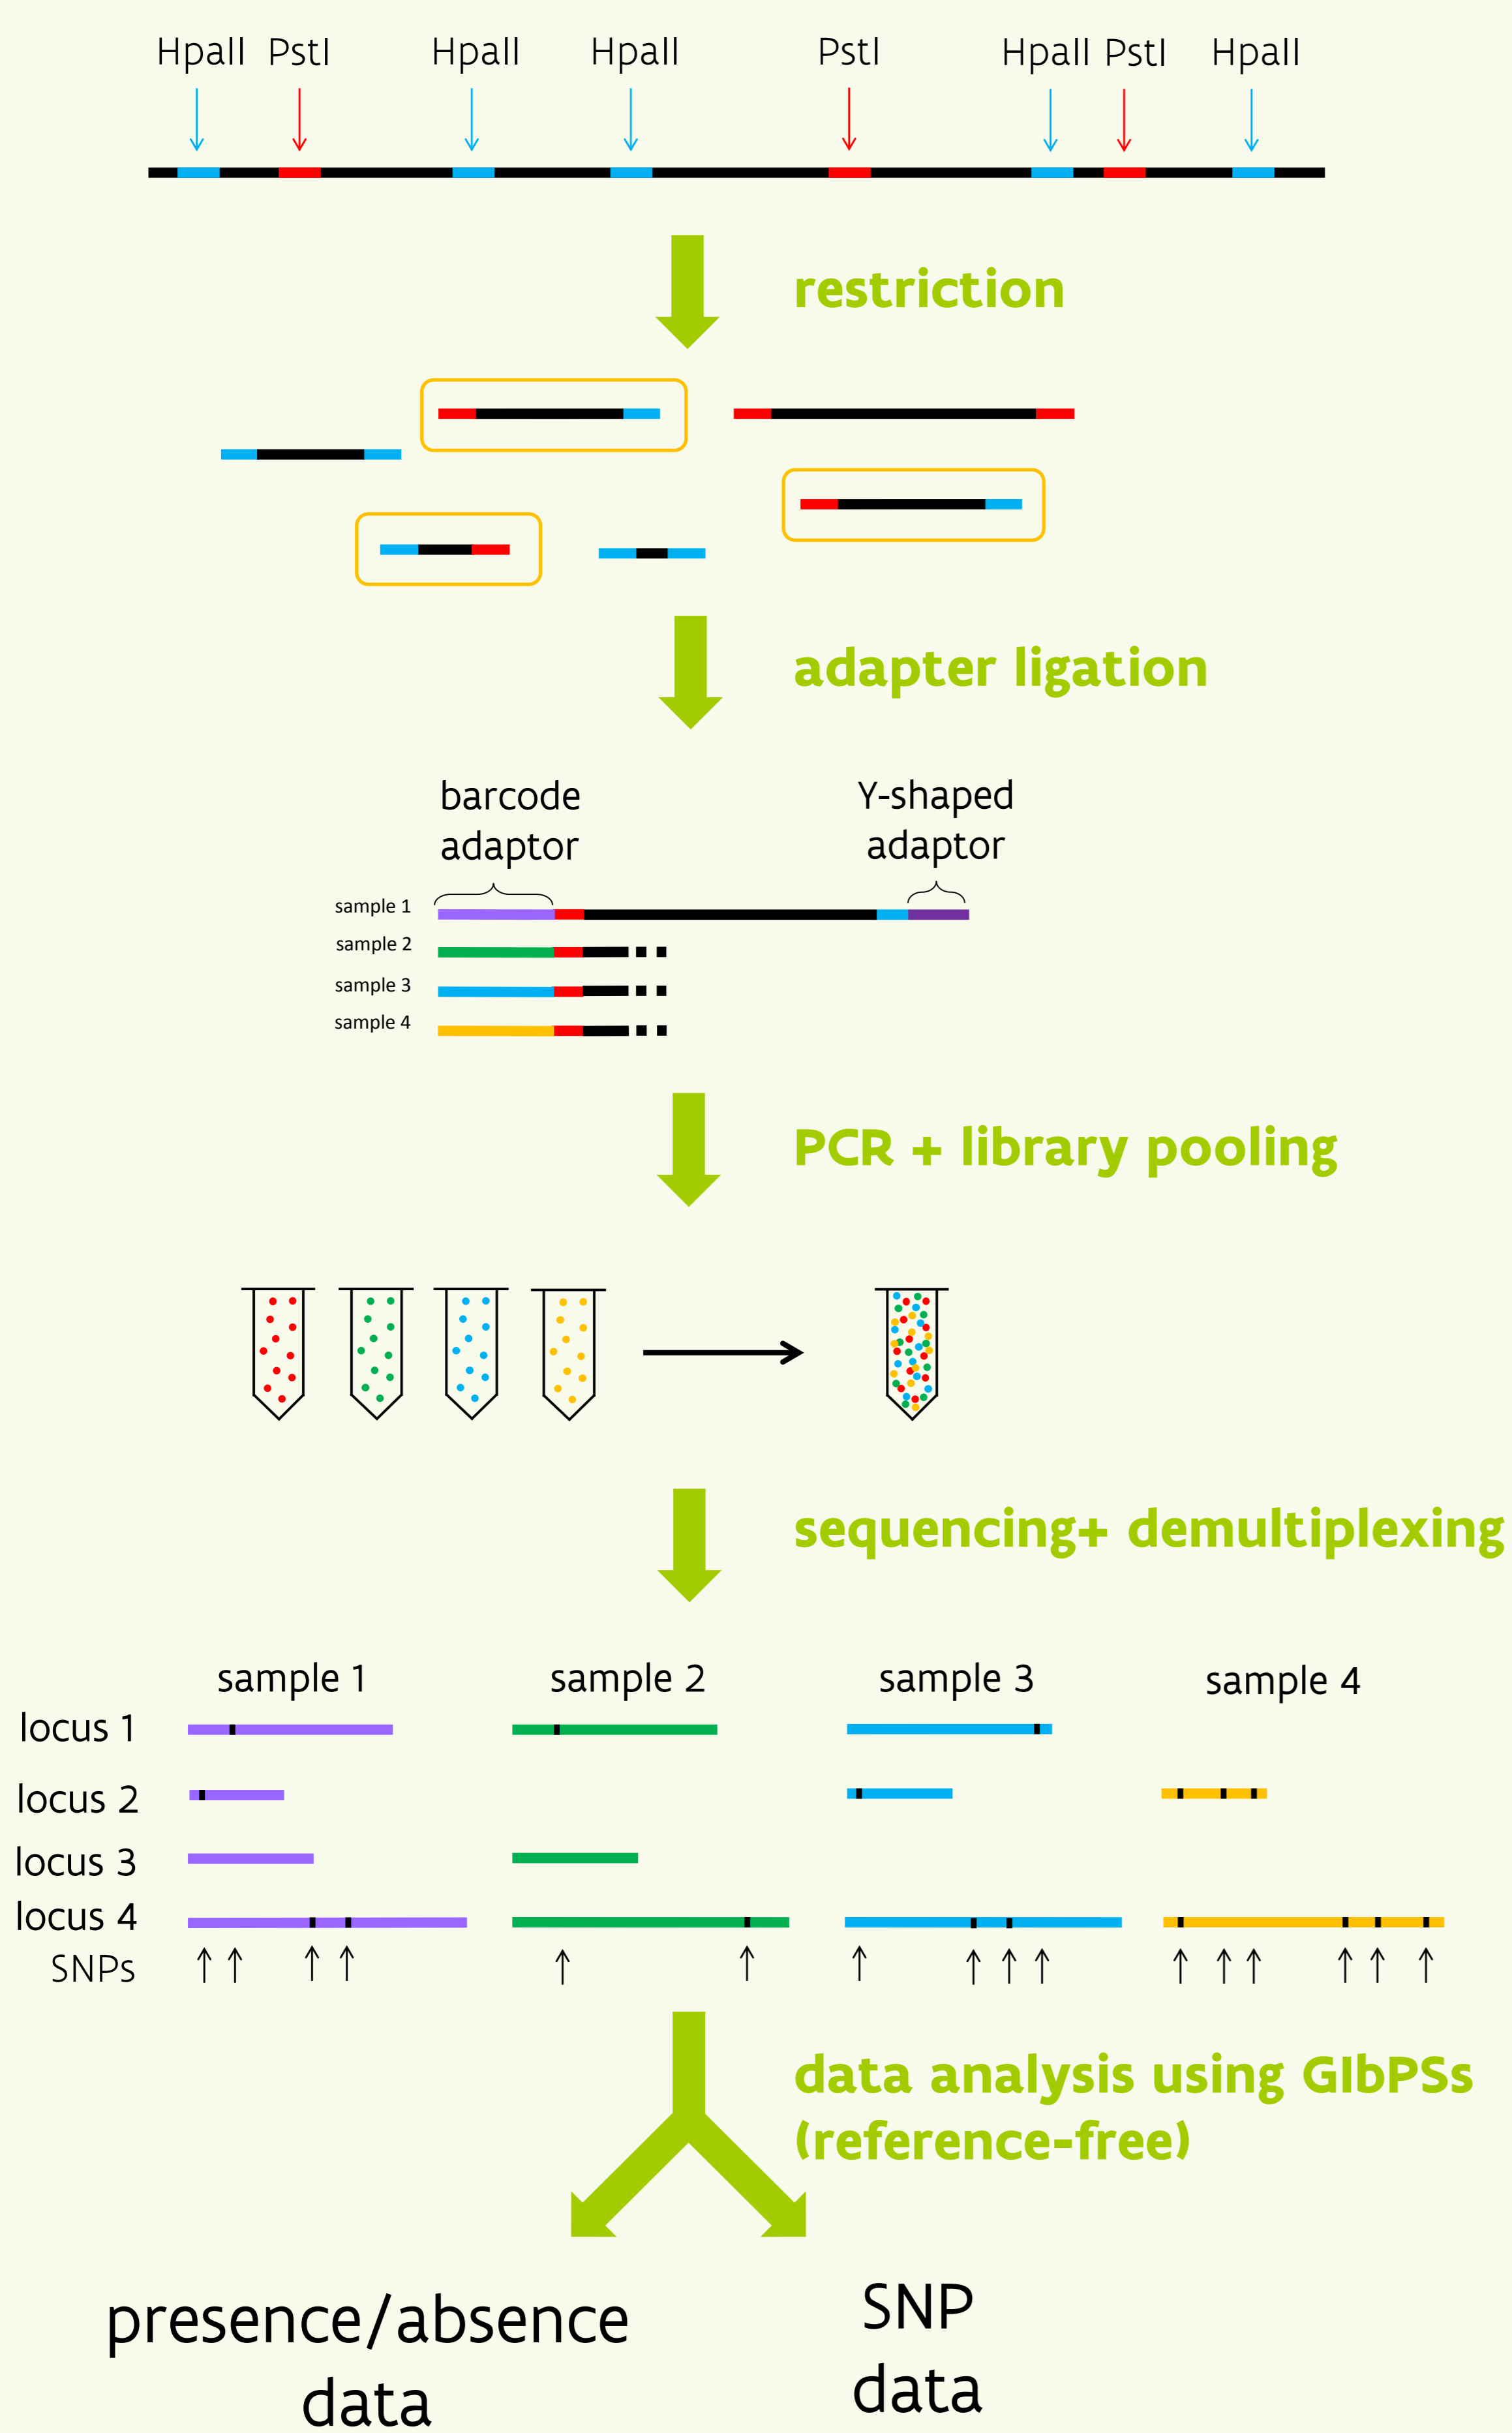 HpaII PstI HpaII HpaII PstI HpaII PstI HpaII
restriction
adapter ligation
barcode
adaptor
Y-shaped
adaptor
sample 1
sample 2
sample 3
sample 4
PCR + library pooling
sequencing+ demultiplexing
sample 1 sample 2 sample 3 sample 4
locus 1
locus 2
locus 3
locus 4
SNPs
data analysis using GIbPSs
(reference-free)
presence/absence
data
SNP
data